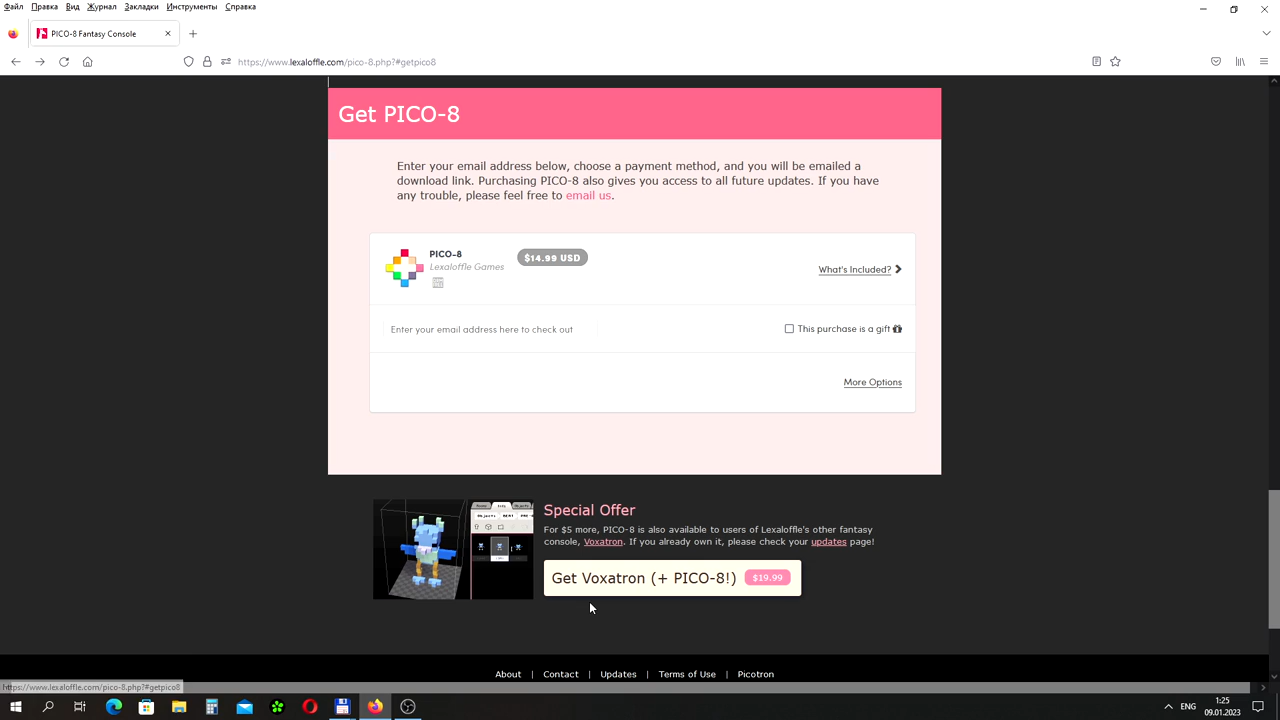 Файл Правка Вид Журнал Закладки Инструменты Справка
PICO-8 Fantasy Console
https://www.lexaloffle.com/pico-8.php?#getpico8
Get PICO-8
Enter your email address below, choose a payment method, and you will be emailed a
download link. Purchasing PICO-8 also gives you access to all future updates. If you have
any trouble, please feel free to email us.
PICO-8 $14.99 USD
Lexaloffle Games
What's Included?
Enter your email address here to check out
This purchase is a gift
More Options
Special Offer
For $5 more, PICO-8 is also available to users of Lexaloffle's other fantasy
console, Voxatron. If you already own it, please check your updates page!
Get Voxatron (+ PICO-8!) $19.99
About | Contact | Updates | Terms of Use | Picotron
https://www.lexaloffle.com/pico-8.php?#getpico8
ENG
1:25
09.01.2023